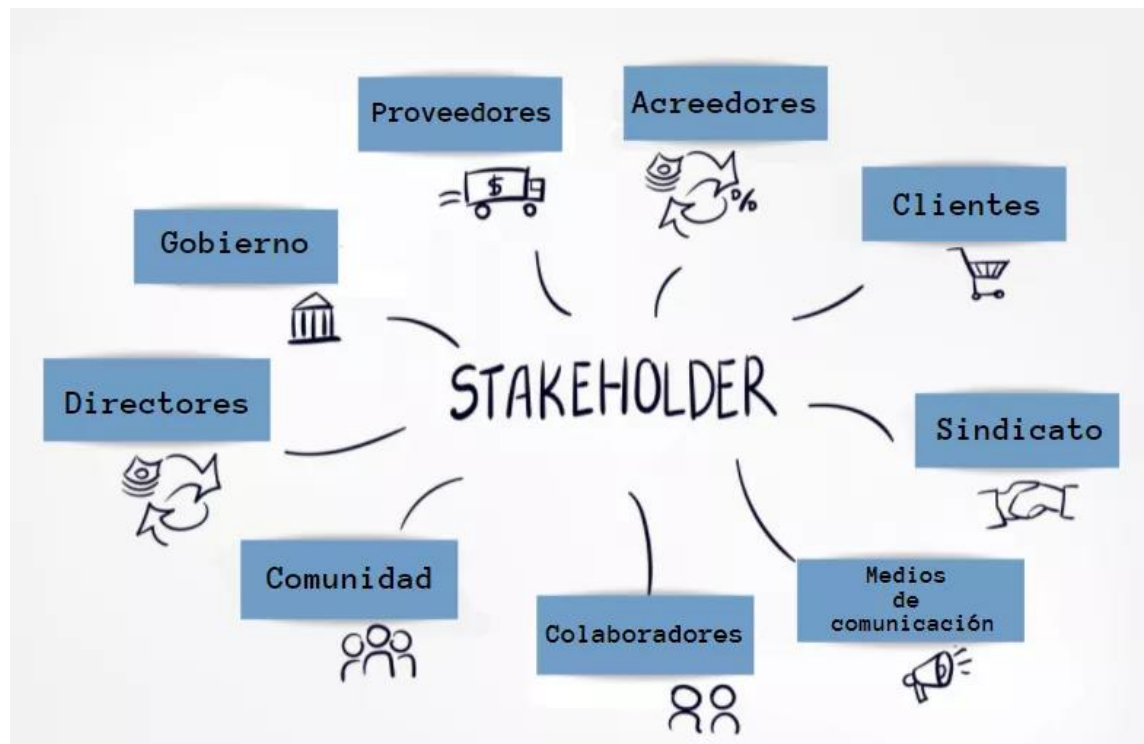 Proveedores
$
Acreedores
%
Clientes
Gobierno
STAKEHOLDER
Directores
Sindicato
Comunidad
Colaboradores
Medios
de
comunicación